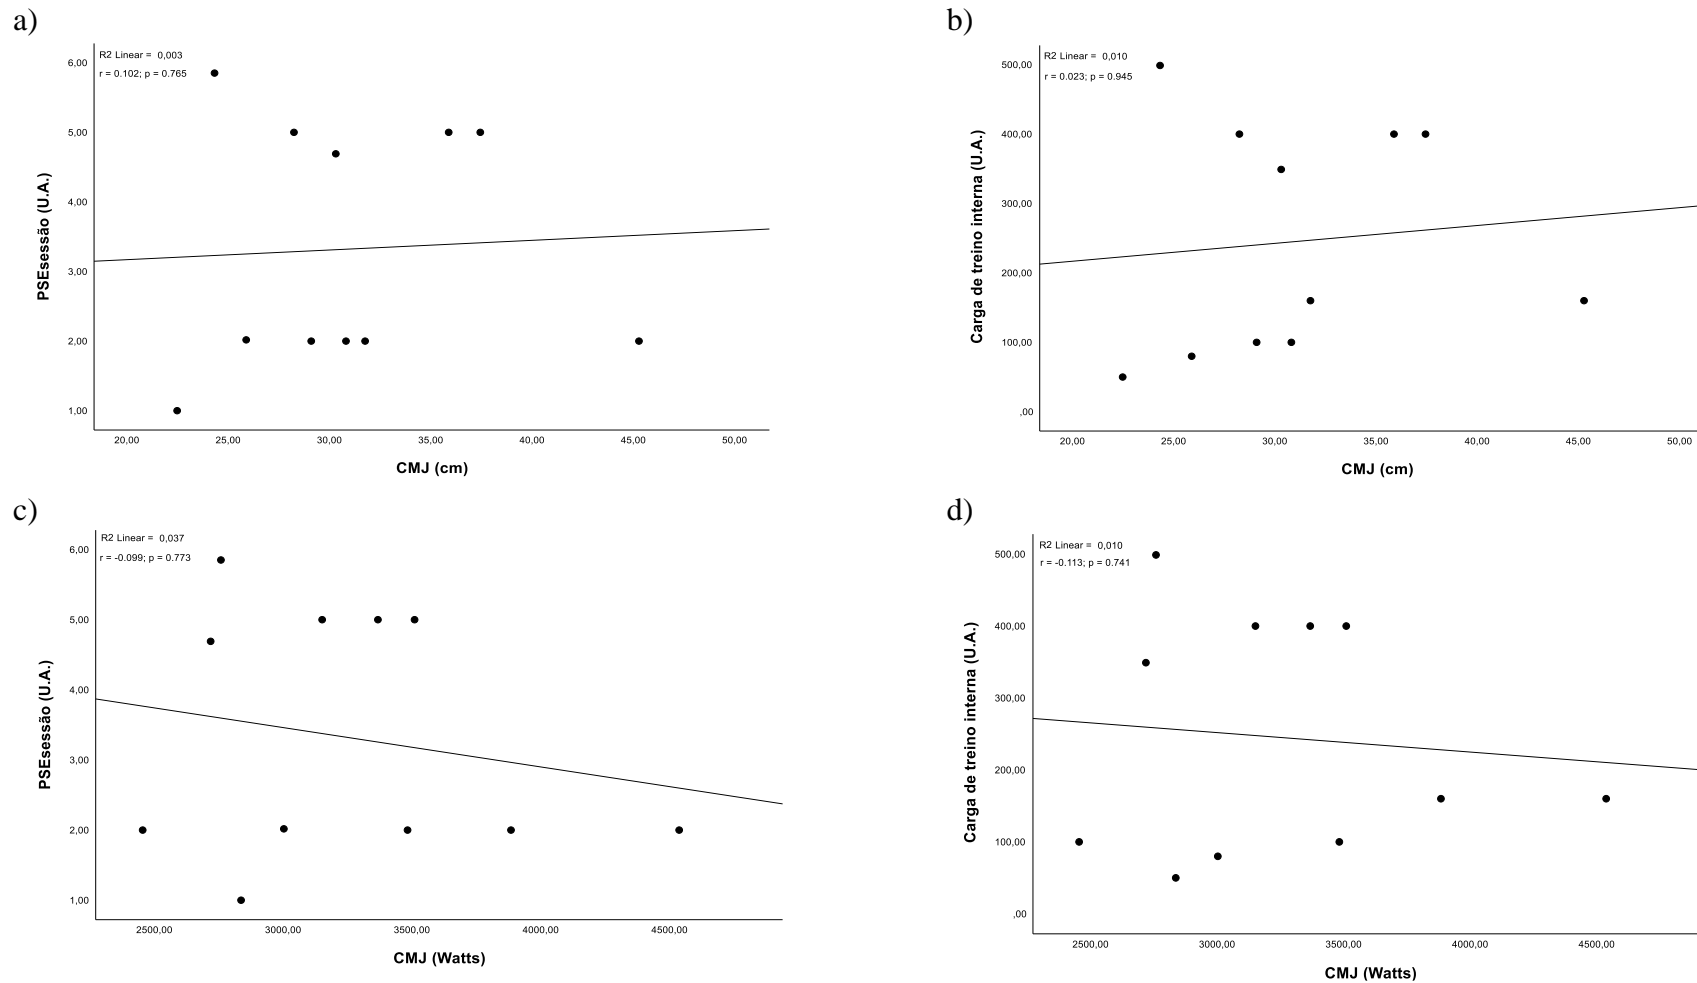 a)
R2 Linear = 0,003
r = 0.102; p = 0.765
6,00
5,00
4,00
3,00
2,00
1,00
PSEsessão (U.A.)
20,00 25,00 30,00 35,00 40,00 45,00 50,00
CMJ (cm)
b)
R2 Linear = 0,010
r = 0.023; p = 0.945
500,00
400,00
300,00
200,00
100,00
,00
Carga de treino interna (U.A.)
20,00 25,00 30,00 35,00 40,00 45,00 50,00
CMJ (cm)
c)
R2 Linear = 0,037
r = -0.099; p = 0.773
6,00
5,00
4,00
3,00
2,00
1,00
PSEsessão (U.A.)
2500,00 3000,00 3500,00 4000,00 4500,00
CMJ (Watts)
d)
R2 Linear = 0,010
r = -0.113; p = 0.741
500,00
400,00
300,00
200,00
100,00
,00
Carga de treino interna (U.A.)
2500,00 3000,00 3500,00 4000,00 4500,00
CMJ (Watts)